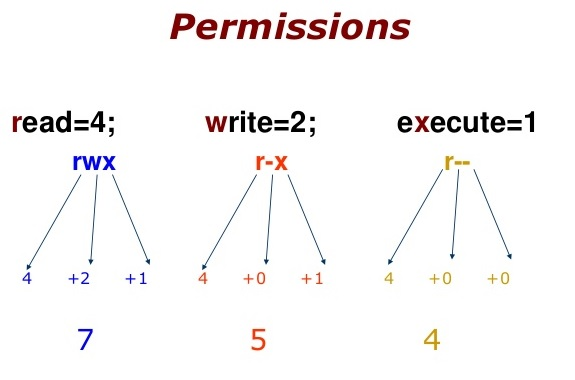 Permissions
read=4; write=2; execute=1
rwx r-x r--
4 +2 +1 4 +0 +1 4 +0 +0
7 5 4